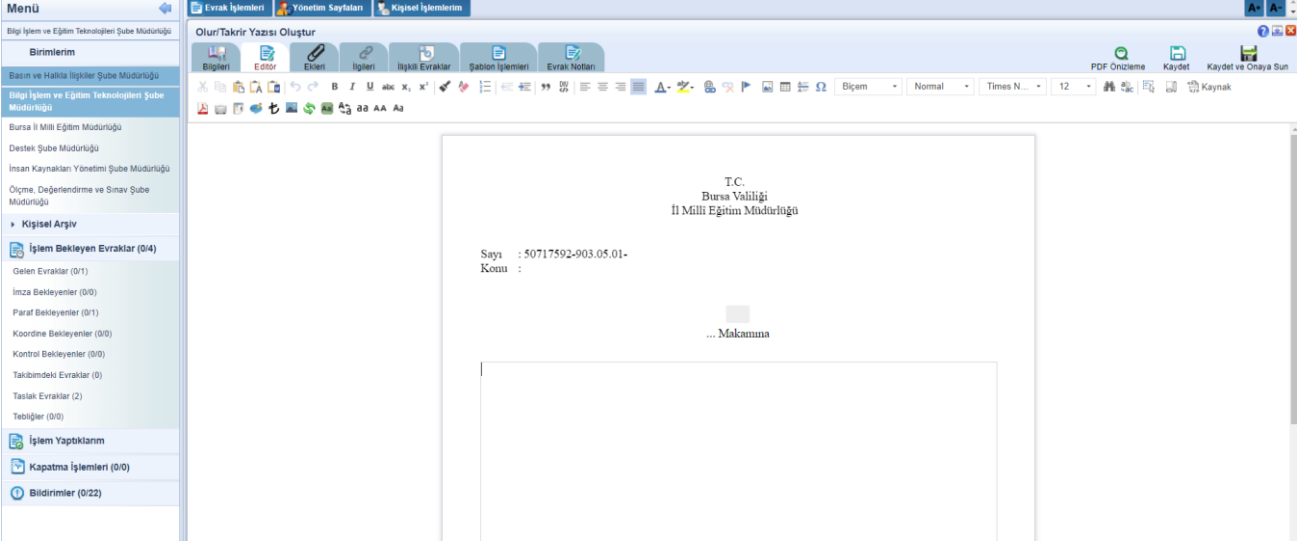 Menü
Evrak İşlemleri Yönetim Sayfaları Kişisel İşlemlerim
A+ A-
Bilgi İşlem ve Eğitim Teknolojileri Şube Müdürlüğü
Birimlerim
Basın ve Halkla İlişkiler Şube Müdürlüğü
Bilgi İşlem ve Eğitim Teknolojileri Şube
Müdürlüğü
Bursa İl Milli Eğitim Müdürlüğü
Destek Şube Müdürlüğü
İnsan Kaynakları Yönetimi Şube Müdürlüğü
Ölçme, Değerlendirme ve Sınav Şube
Müdürlüğü
Kişisel Arşiv
İşlem Bekleyen Evraklar (0/4)
Gelen Evraklar (0/1)
İmza Bekleyenler (0/0)
Paraf Bekleyenler (0/1)
Koordine Bekleyenler (0/0)
Kontrol Bekleyenler (0/0)
Takibimdeki Evraklar (0)
Taslak Evraklar (2)
Tebliğler (0/0)
İşlem Yaptıklarım
Kapatma İşlemleri (0/0)
Bildirimler (0/22)
Olur/Takrir Yazısı Oluştur
Bilgileri Editör Ekleri İlgileri İlişkili Evraklar Şablon İşlemleri Evrak Notları
PDF Önizleme Kaydet Kaydet ve Onaya Sun
B I U abc x, x² Biçem Normal Times N... 12 Kaynak
aa AA Aa
T.C.
Bursa Valiliği
İl Milli Eğitim Müdürlüğü
Sayı : 50717592-903.05.01-
Konu :
... Makamına